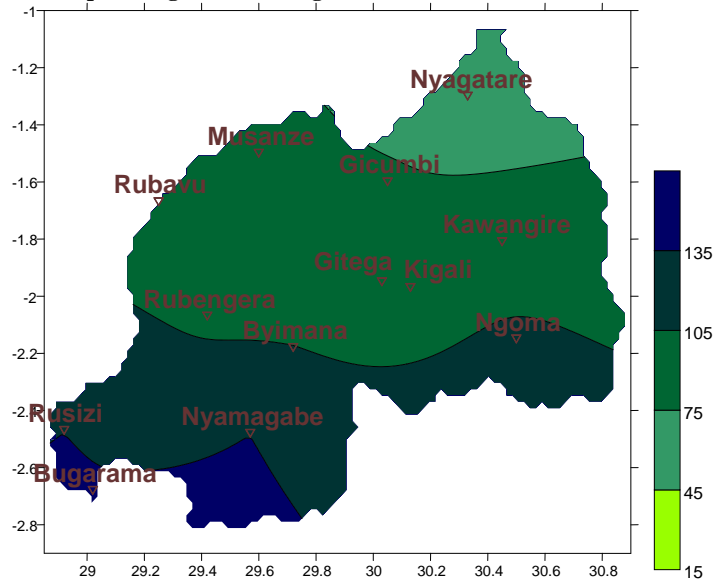 -1
-1.2
-1.4
-1.6
-1.8
-2
-2.2
-2.4
-2.6
-2.8
Nyagatare
Musanze
Gicumbi
Rubavu
Kawangire
Gitega
Kigali
Rubengera
Byimana
Ngoma
Rusizi
Nyamagabe
Bugarama
29 29.2 29.4 29.6 29.8 30 30.2 30.4 30.6 30.8
135
105
75
45
15